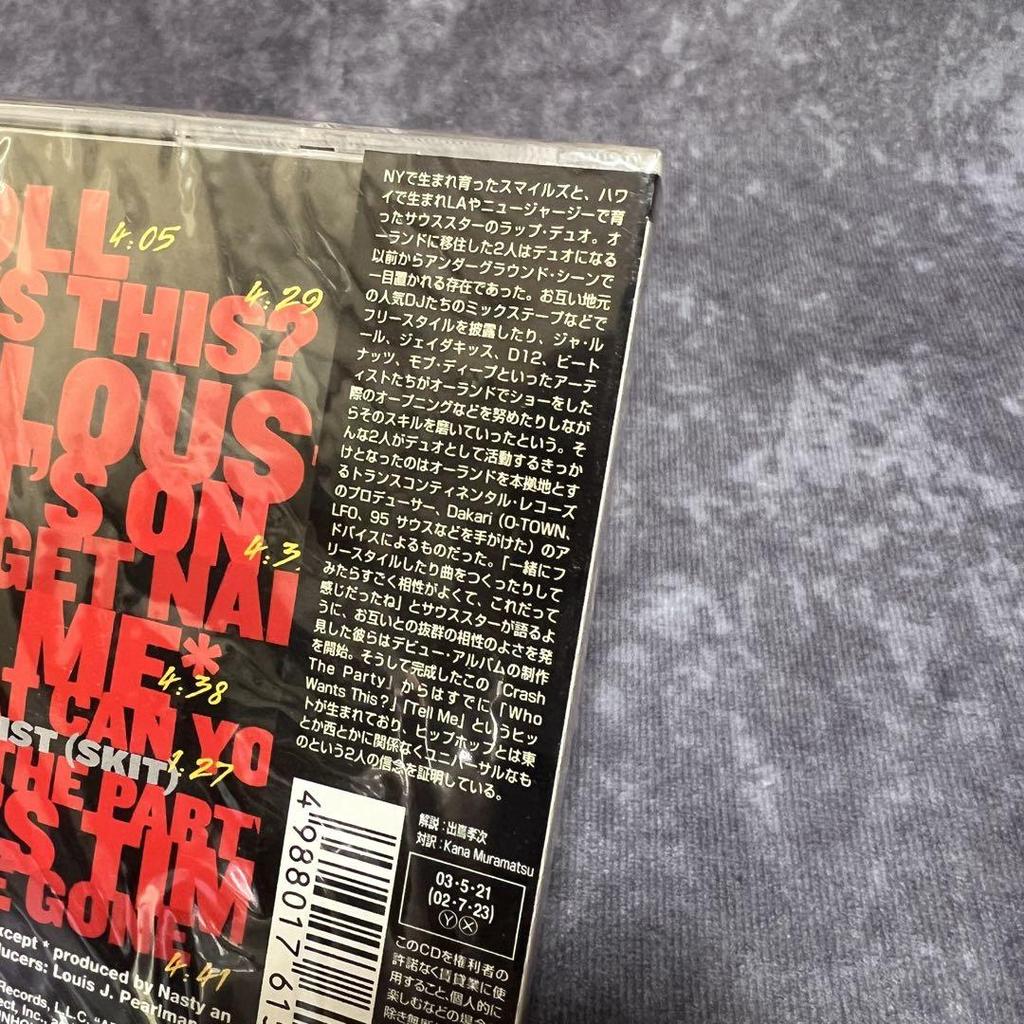 OLL 4:05
S THIS? 4:29
LOUS
'S ON
GET NAI 4:3
ME*
4:38
T CAN YO
IST (SKIT) 1:27
THE PART
S TIM
E GONE
4:41
xcept * produced by Nasty an
ducers: Louis J. Pearlman
Records, L.L.C.
NYで生まれ育ったスマイルズと、ハワ
イで生まれLAやニュージャージーで育
ったサウススターのラップ・デュオ。オ
ーランドに移住した2人はデュオになる
以前からアンダーグラウンド・シーンで
一目置かれる存在であった。お互い地元
の人気DJたちのミックステープなどで
フリースタイルを披露したり、ジャ・ル
ール、ジェイダキッス、D12、ビート
ナッツ、モブ・ディープといったアーテ
ィストたちがオーランドでショーをした
際のオープニングなどを努めたりしなが
らそのスキルを磨いていったという。そ
んな2人がデュオとして活動するきっか
けとなったのはオーランドを本拠地とす
るトランスコンティネンタル・レコーズ
のプロデューサー、Dakari (O-TOWN、
LFO、95 サウスなどを手がけた) のア
ドバイスによるものだった。「一緒にフ
リースタイルしたり曲をつくったりして
みたらすごく相性がよくて、これだって
感じだったね」とサウススターが語るよ
うに、お互いとの抜群の相性のよさを発
見した彼らはデビュー・アルバムの制作
を開始。そうして完成したこの「Crash
The Party」からはすでに「Who
Wants This?」「Tell Me」というヒッ
トが生まれており、ヒップホップとは東
とか西とかに関係なくユニバーサルなも
のという2人の信念を証明している。
解説：出嶌孝次
対訳：Kana Muramatsu
03・5・21
(02・7・23)
Ⓨ Ⓧ
4 988017 61
このCDを権利者の
許諾なく賃貸業に使
用すること、個人的に
楽しむなどの場合